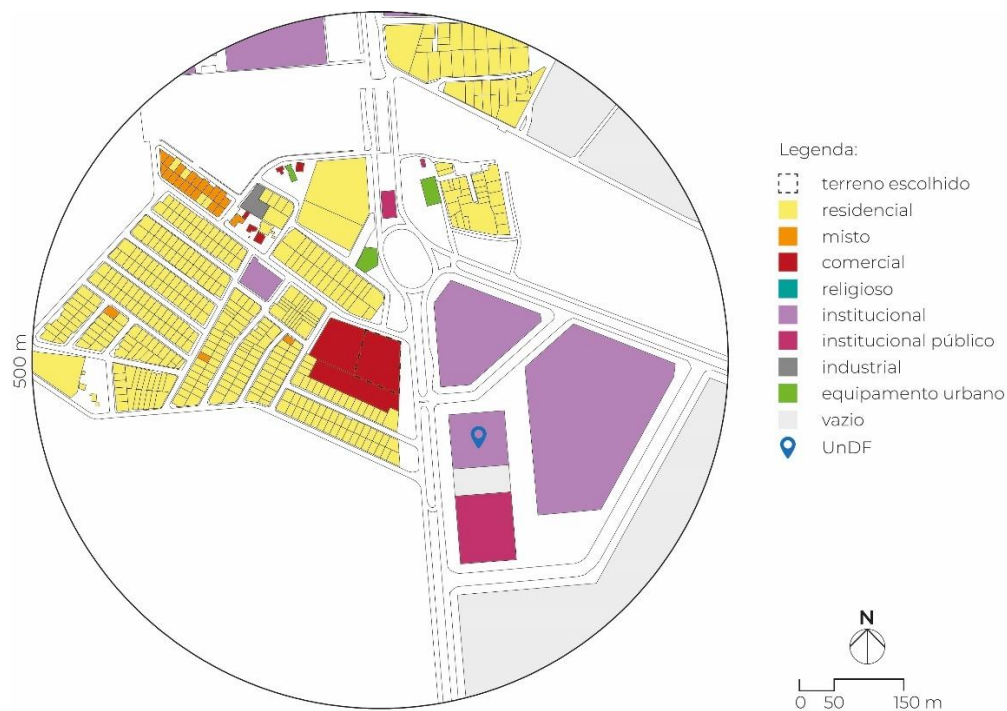 Legenda:
terreno escolhido
residencial
misto
comercial
religioso
institucional
institucional público
industrial
equipamento urbano
vazio
UnDF
500 m
N
0 50 150 m